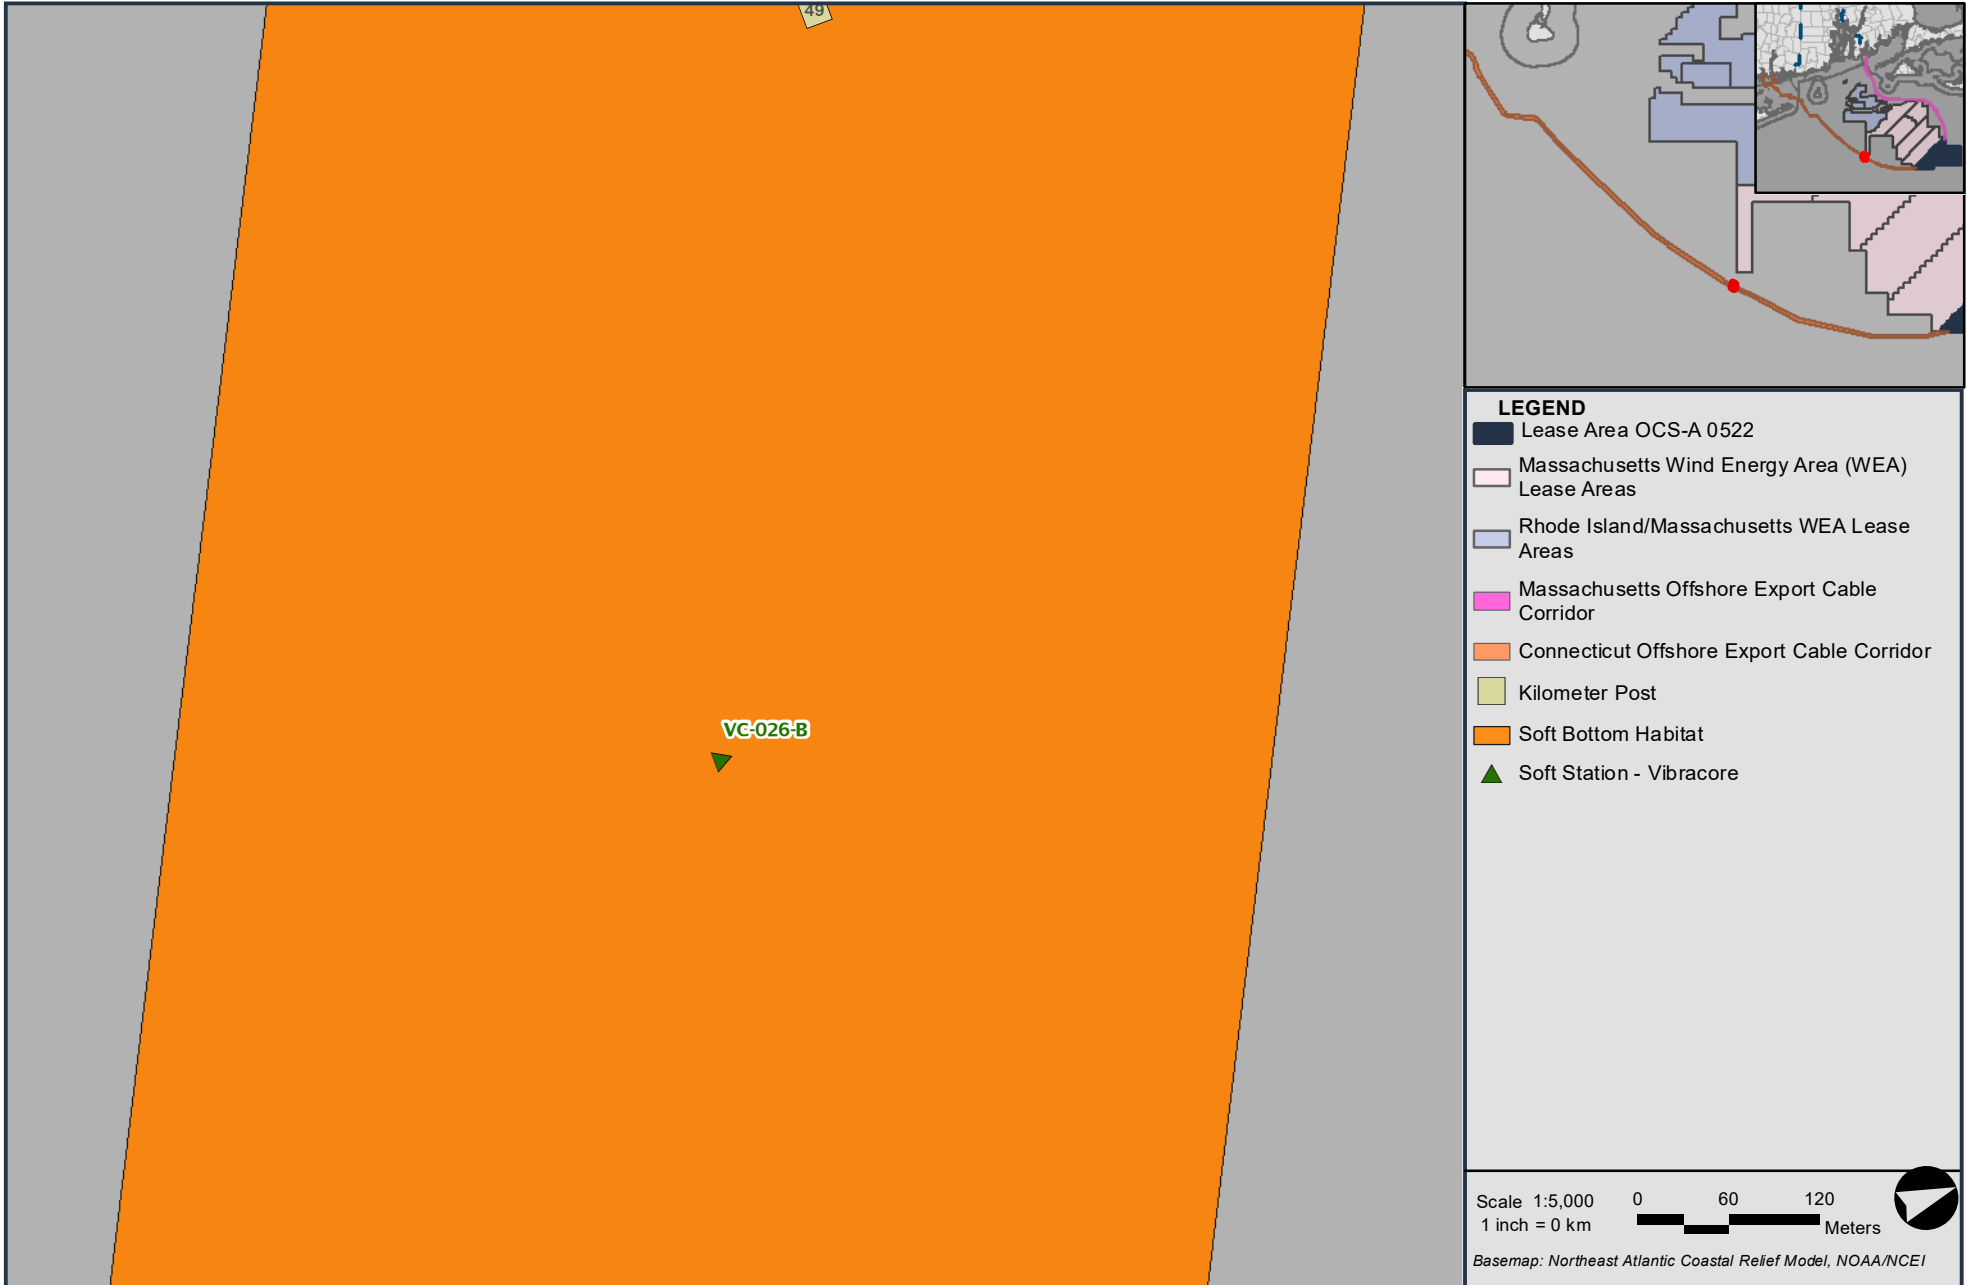 49
VC-026-B
LEGEND
Lease Area OCS-A 0522
Massachusetts Wind Energy Area (WEA)
Lease Areas
Rhode Island/Massachusetts WEA Lease
Areas
Massachusetts Offshore Export Cable
Corridor
Connecticut Offshore Export Cable Corridor
Kilometer Post
Soft Bottom Habitat
Soft Station - Vibracore
Scale 1:5,000
1 inch = 0 km
0 60 120
Meters
Basemap: Northeast Atlantic Coastal Relief Model, NOAA/NCEI